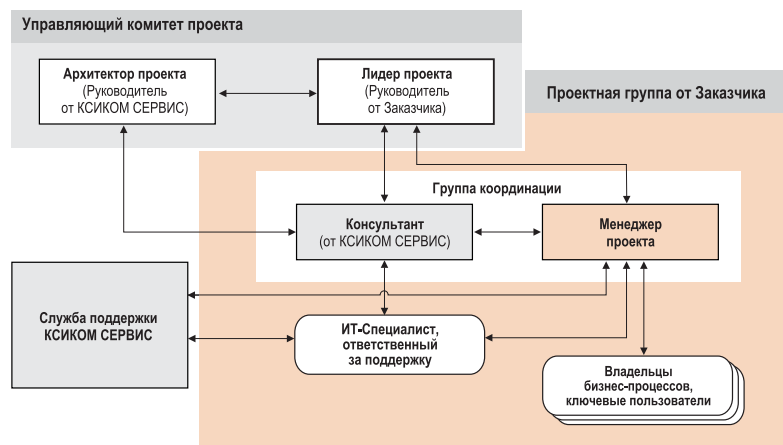 Управляющий комитет проекта
Архитектор проекта
(Руководитель
от КСИКОМ СЕРВИС)
Лидер проекта
(Руководитель
от Заказчика)
Проектная группа от Заказчика
Группа координации
Консультант
(от КСИКОМ СЕРВИС)
Менеджер
проекта
Служба поддержки
КСИКОМ СЕРВИС
ИТ-Специалист,
ответственный
за поддержку
Владельцы
бизнес-процессов,
ключевые пользователи